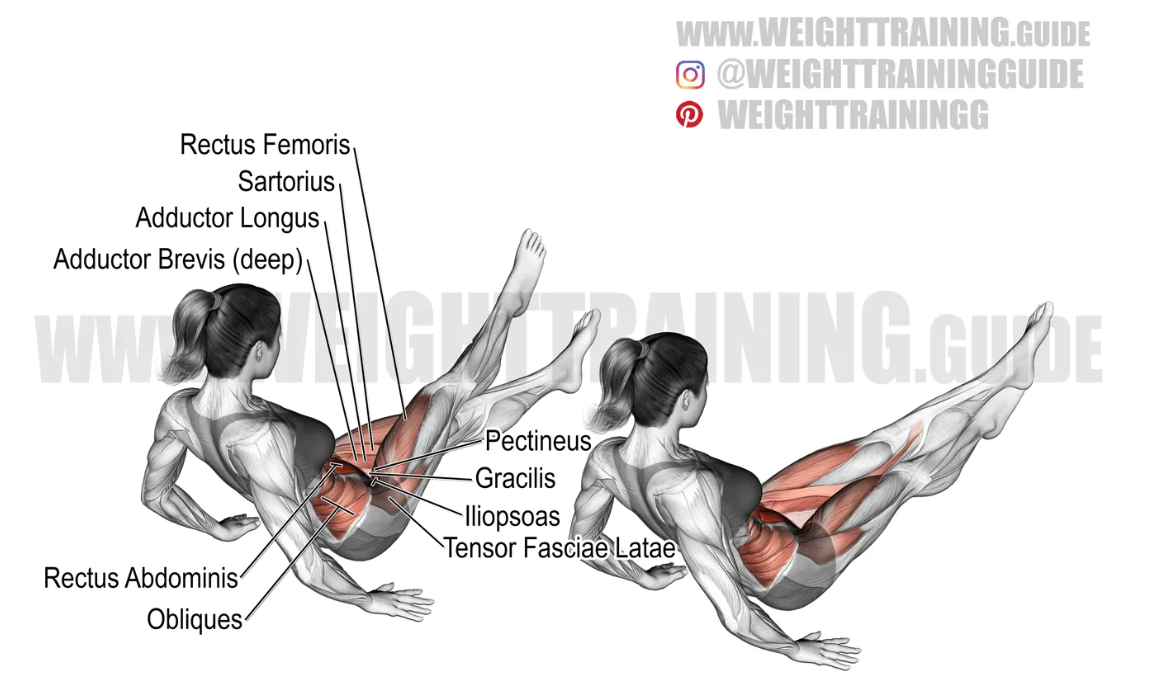 WWW.WEIGHTTRAINING.GUIDE
@WEIGHTTRAININGGUIDE
WEIGHTTRAININGG
Rectus Femoris
Sartorius
Adductor Longus
Adductor Brevis (deep)
WWW.WEIGHTTRAINING.GUIDE
Pectineus
Gracilis
Iliopsoas
Tensor Fasciae Latae
Rectus Abdominis
Obliques